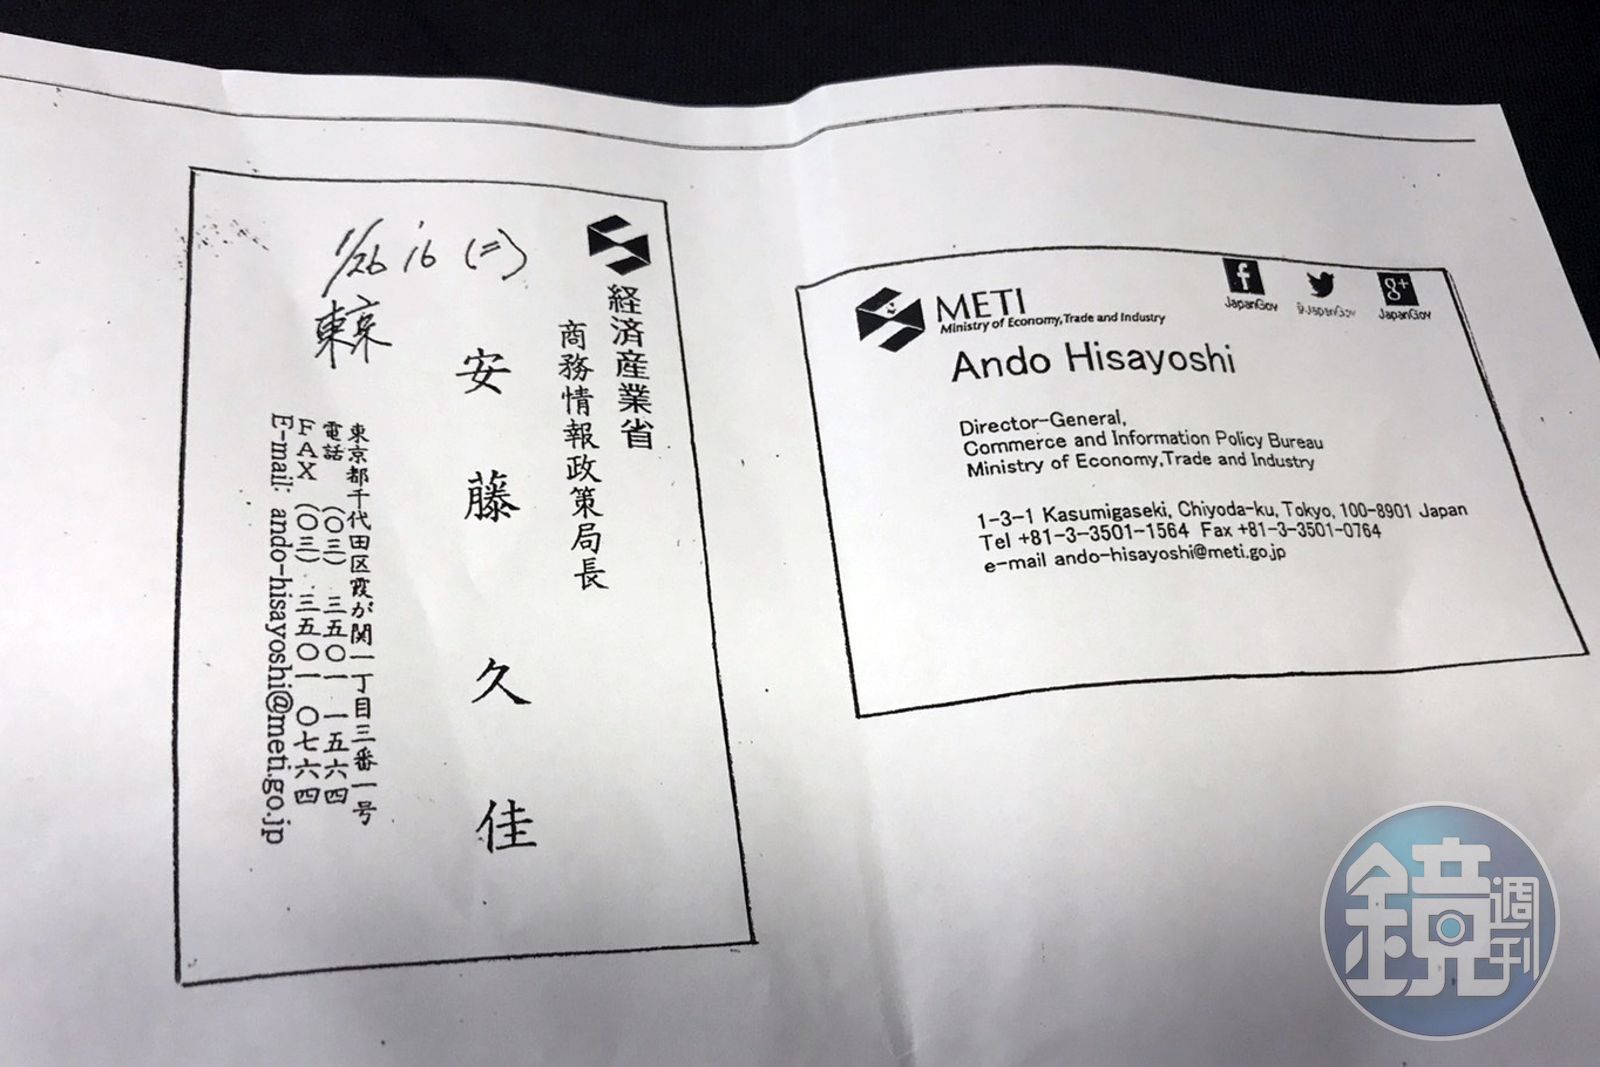 1/26 '16 (二)
東京
経済産業省
商務情報政策局長
安藤久佳
東京都千代田区霞が関一丁目三番一号
電話 (〇三) 三五〇一 一五六四
FAX (〇三) 三五〇一 〇七六四
E-mail: ando-hisayoshi@meti.go.jp
METI
Ministry of Economy, Trade and Industry
JapanGov
@JapanGov
g+
JapanGov
Ando Hisayoshi
Director-General,
Commerce and Information Policy Bureau
Ministry of Economy,Trade and Industry
1-3-1 Kasumigaseki, Chiyoda-ku, Tokyo, 100-8901 Japan
Tel +81-3-3501-1564 Fax +81-3-3501-0764
e-mail ando-hisayoshi@meti.go.jp
鏡週刊